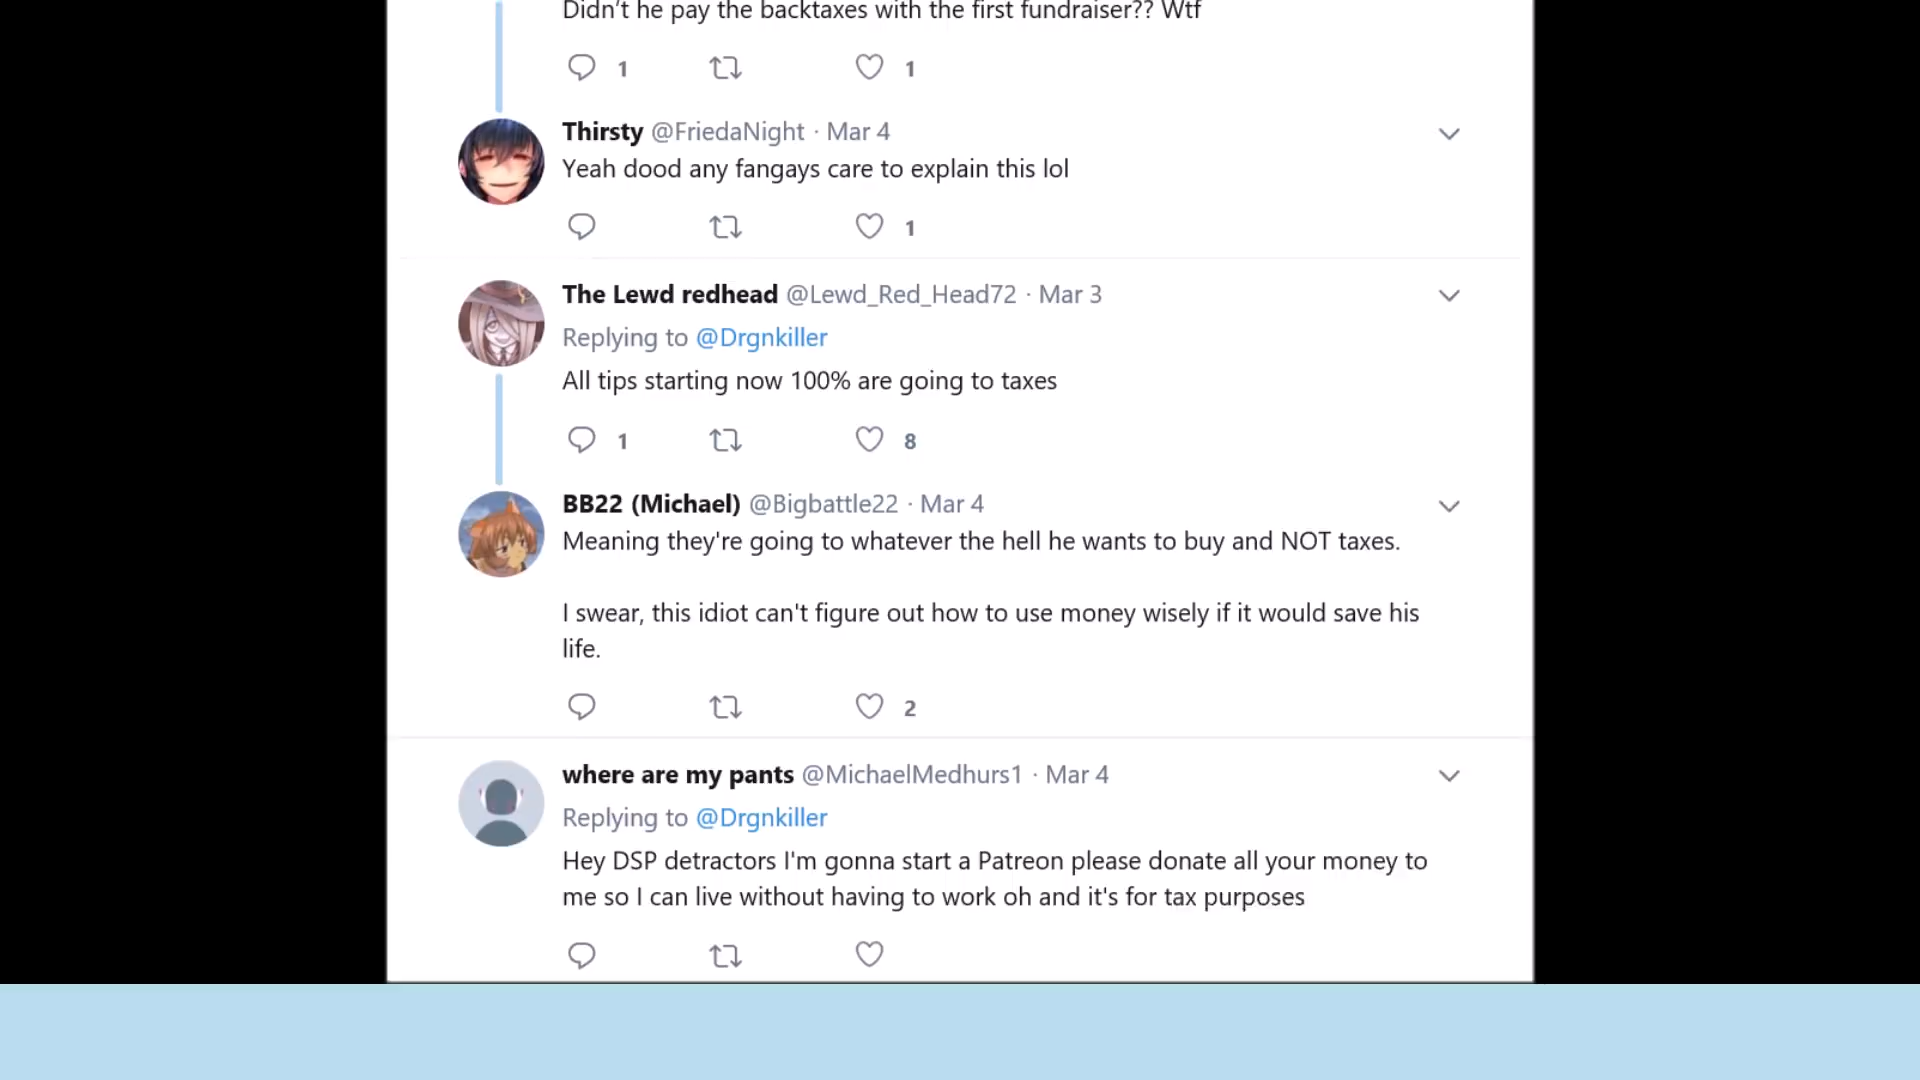 Didn't he pay the backtaxes with the first fundraiser?? Wtf
1 1
Thirsty @FriedaNight · Mar 4
Yeah dood any fangays care to explain this lol
1
The Lewd redhead @Lewd_Red_Head72 · Mar 3
Replying to @Drgnkiller
All tips starting now 100% are going to taxes
1 8
BB22 (Michael) @Bigbattle22 · Mar 4
Meaning they're going to whatever the hell he wants to buy and NOT taxes.
I swear, this idiot can't figure out how to use money wisely if it would save his
life.
2
where are my pants @MichaelMedhurs1 · Mar 4
Replying to @Drgnkiller
Hey DSP detractors I'm gonna start a Patreon please donate all your money to
me so I can live without having to work oh and it's for tax purposes